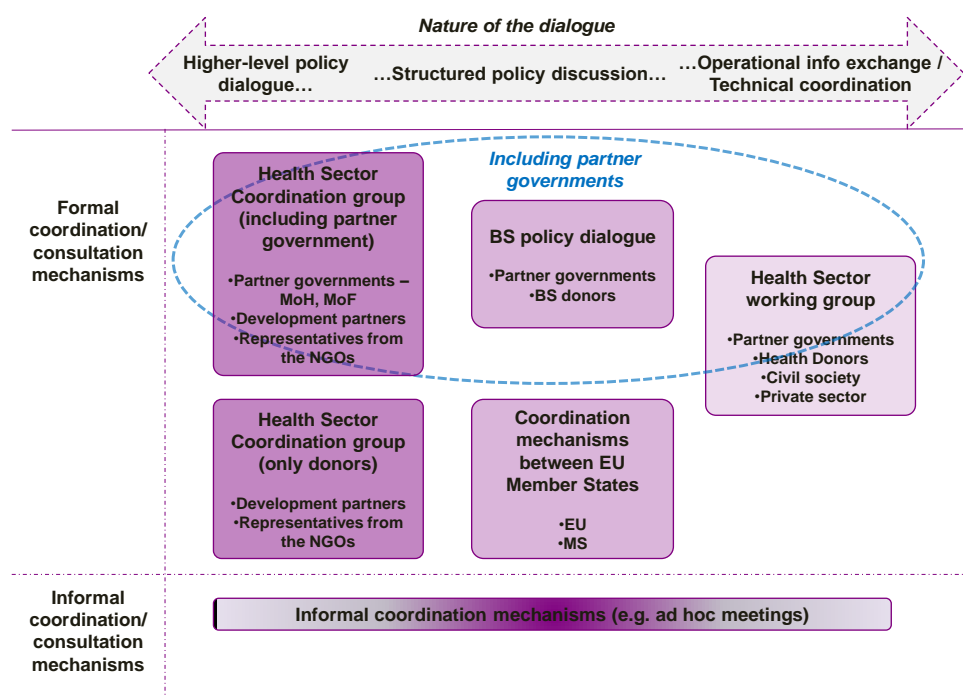 Nature of the dialogue
Higher-level policy
dialogue…
…Structured policy discussion…
…Operational info exchange /
Technical coordination
Including partner
governments
Formal
coordination/
consultation
mechanisms
Health Sector
Coordination group
(including partner
government)
•Partner governments –
MoH, MoF
•Development partners
•Representatives from
the NGOs
BS policy dialogue
•Partner governments
•BS donors
Health Sector
working group
•Partner governments
•Health Donors
•Civil society
•Private sector
Health Sector
Coordination group
(only donors)
•Development partners
•Representatives from
the NGOs
Coordination
mechanisms
between EU
Member States
•EU
•MS
Informal
coordination/
consultation
mechanisms
Informal coordination mechanisms (e.g. ad hoc meetings)